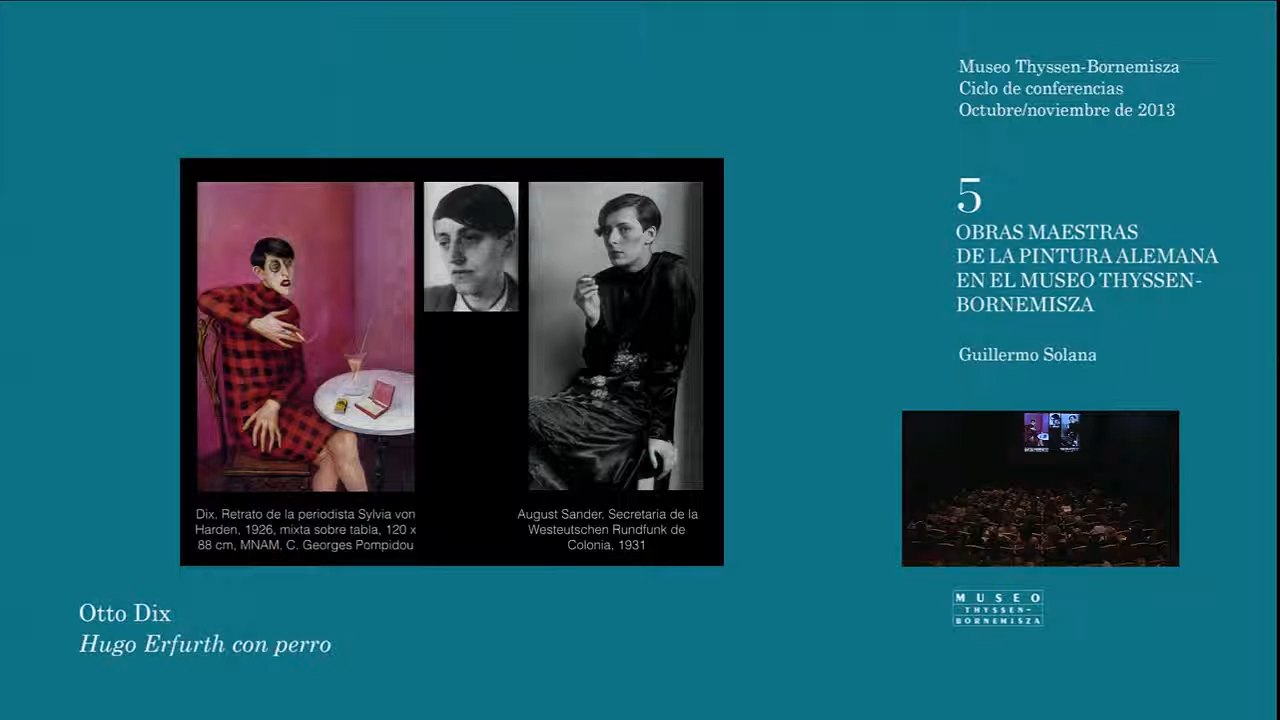 Museo Thyssen-Bornemisza
Ciclo de conferencias
Octubre/noviembre de 2013
5
OBRAS MAESTRAS
DE LA PINTURA ALEMANA
EN EL MUSEO THYSSEN-
BORNEMISZA
Guillermo Solana
Dix. Retrato de la periodista Sylvia von
Harden, 1926, mixta sobre tabla, 120 x
88 cm, MNAM, C. Georges Pompidou
August Sander. Secretaria de la
Westeutschen Rundfunk de
Colonia, 1931
Otto Dix
Hugo Erfurth con perro
MUSEO
THYSSEN-
BORNEMISZA